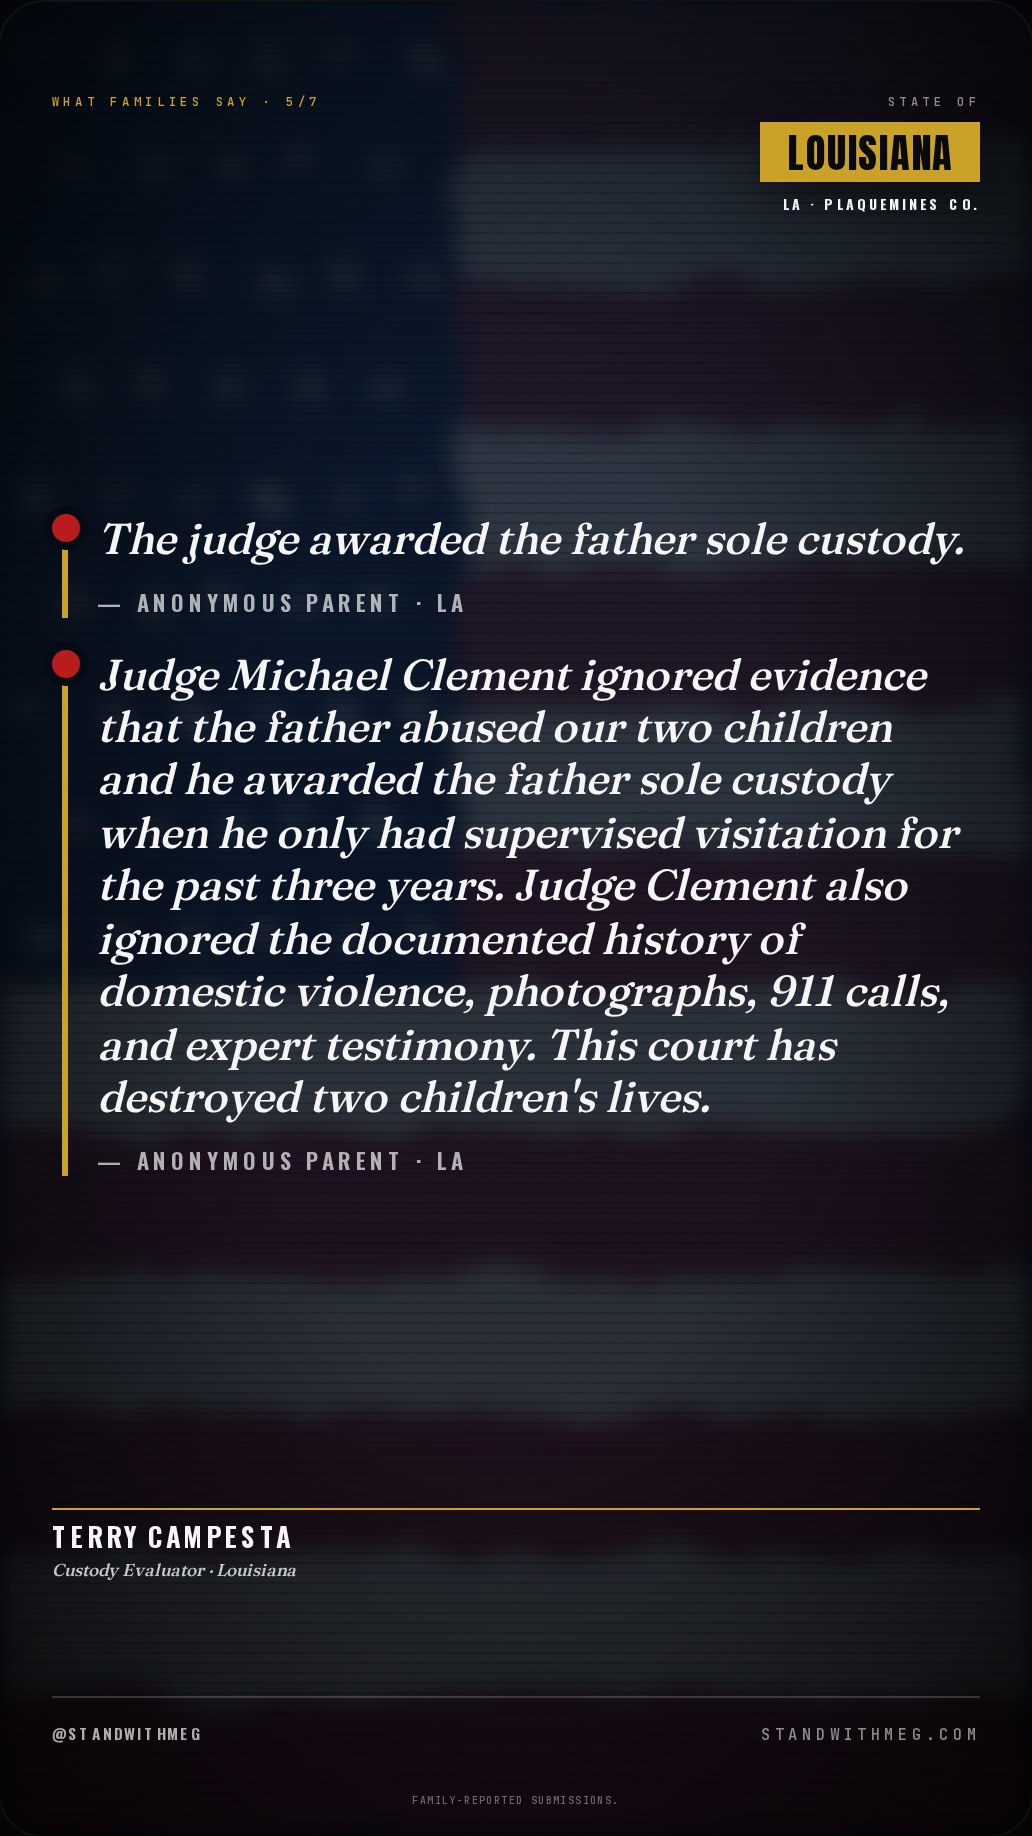 WHAT FAMILIES SAY · 5/7
STATE OF
LOUISIANA
LA · PLAQUEMINES CO.
The judge awarded the father sole custody.
— ANONYMOUS PARENT · LA
Judge Michael Clement ignored evidence
that the father abused our two children
and he awarded the father sole custody
when he only had supervised visitation for
the past three years. Judge Clement also
ignored the documented history of
domestic violence, photographs, 911 calls,
and expert testimony. This court has
destroyed two children's lives.
— ANONYMOUS PARENT · LA
TERRY CAMPESTA
Custody Evaluator · Louisiana
@STANDWITHMEG
STANDWITHMEG.COM
FAMILY-REPORTED SUBMISSIONS.